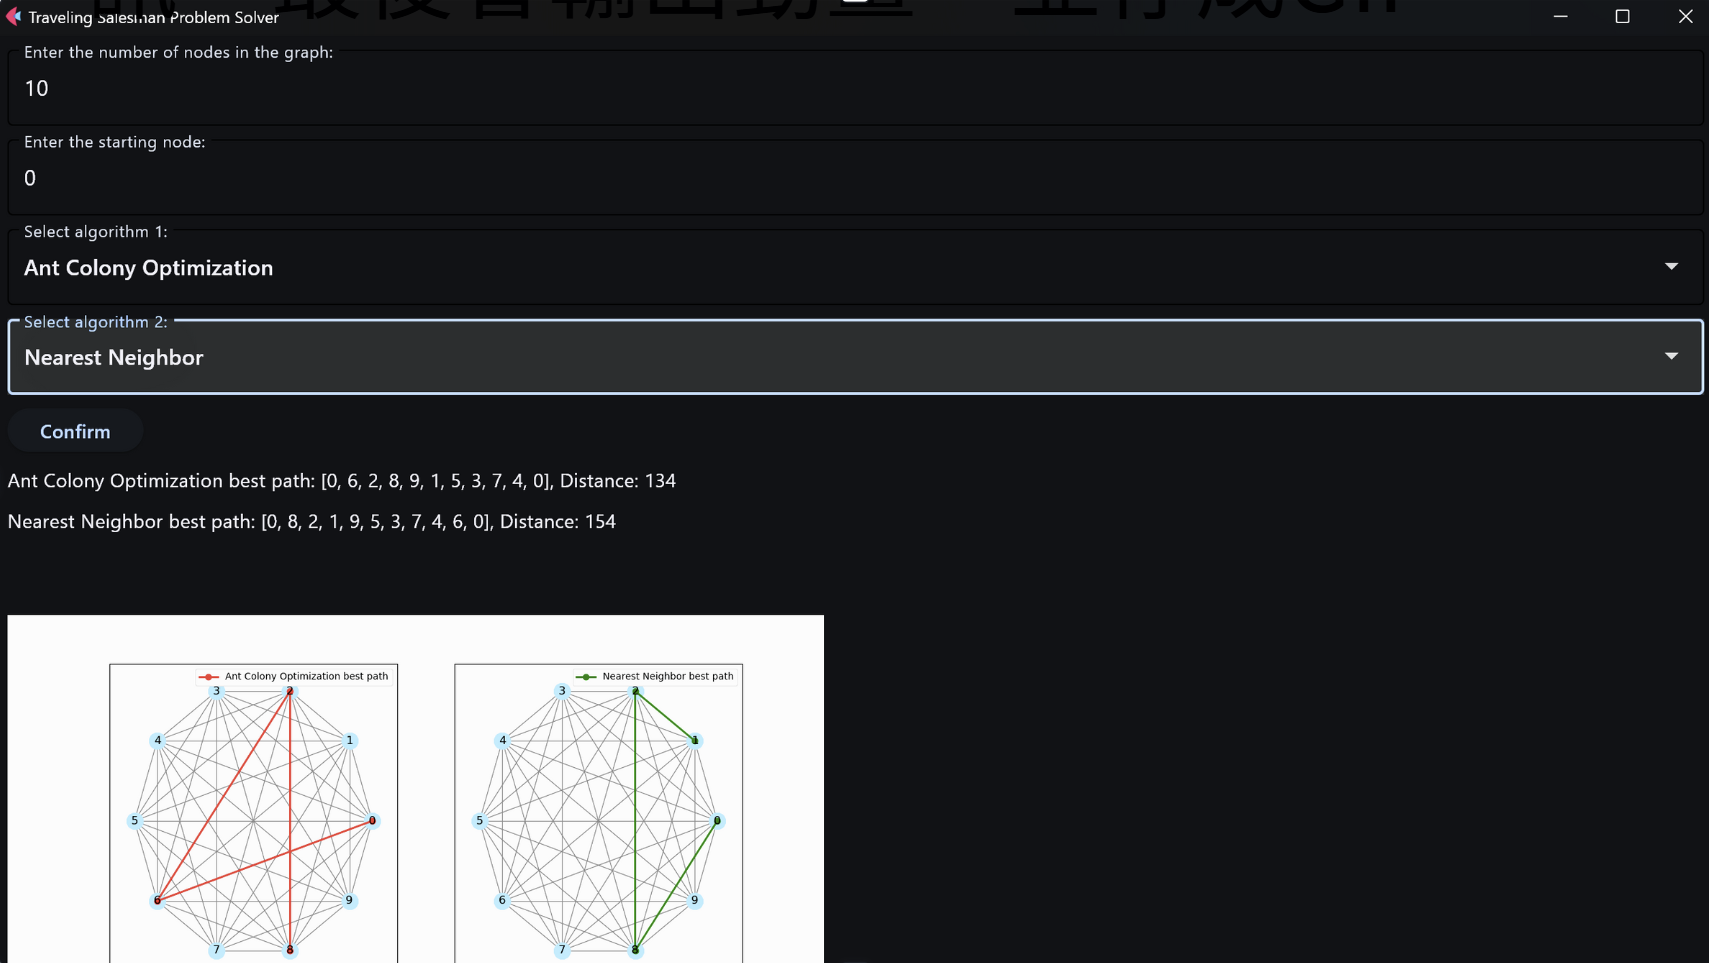 Traveling Salesman Problem Solver
Enter the number of nodes in the graph:
10
Enter the starting node:
0
Select algorithm 1:
Ant Colony Optimization
Select algorithm 2:
Nearest Neighbor
Confirm
Ant Colony Optimization best path: [0, 6, 2, 8, 9, 1, 5, 3, 7, 4, 0], Distance: 134
Nearest Neighbor best path: [0, 8, 2, 1, 9, 5, 3, 7, 4, 6, 0], Distance: 154
Ant Colony Optimization best path
3
2
4
1
5
0
6
9
7
8
Nearest Neighbor best path
3
2
4
1
5
0
6
9
7
8